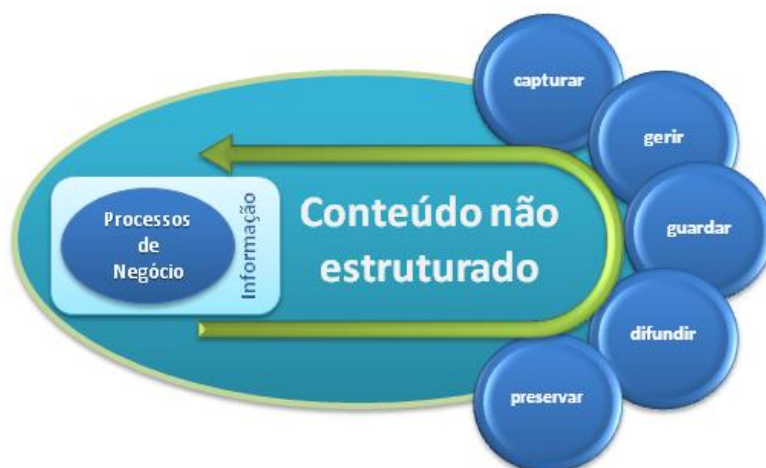 capturar
gerir
guardar
difundir
preservar
Conteúdo não
estruturado
Informação
Processos
de
Negócio